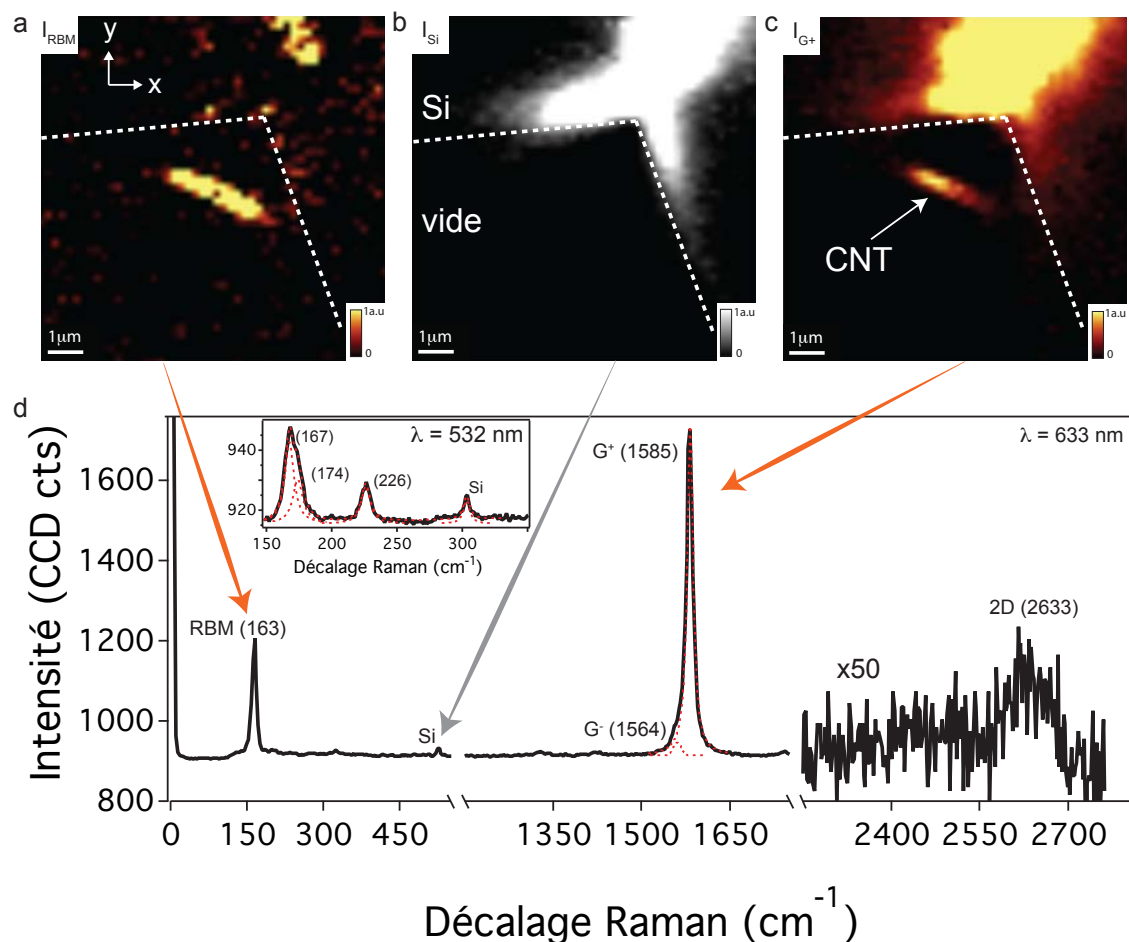 a
I_RBM
y
x
1a.u
0
1μm
b
I_Si
Si
vide
1a.u
0
1μm
c
I_G+
CNT
1a.u
0
1μm
d
Intensité (CCD cts)
1600
1400
1200
1000
800
λ = 633 nm
λ = 532 nm
940
920
(167)
(174)
(226)
Si
150 200 250 300
Décalage Raman (cm⁻¹)
RBM (163)
Si
G⁺ (1585)
G⁻ (1564)
x50
2D (2633)
0 150 300 450 1350 1500 1650 2400 2550 2700
Décalage Raman (cm⁻¹)